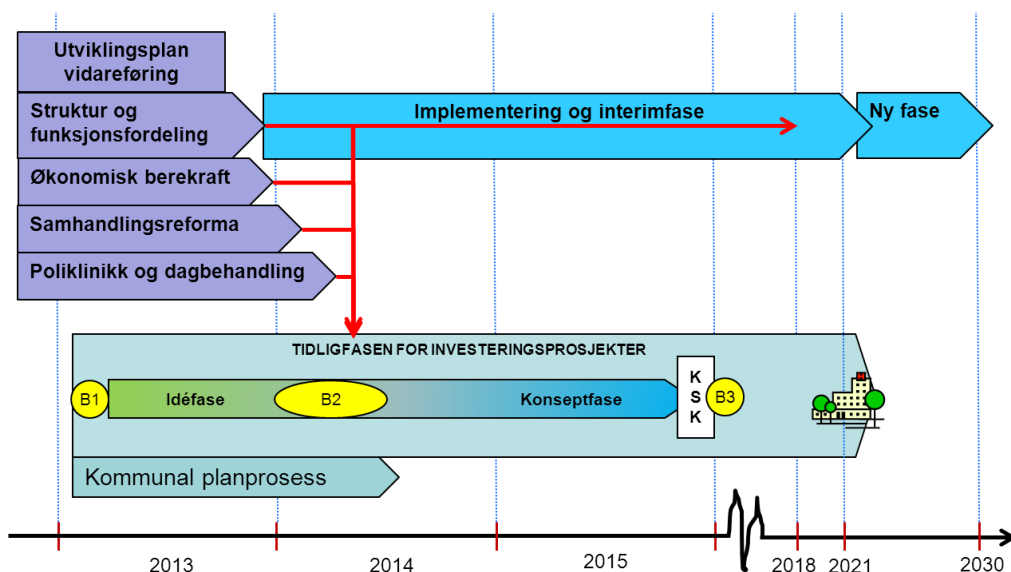 Utviklingsplan
vidareføring
Struktur og
funksjonsfordeling
Implementering og interimfase
Ny fase
Økonomisk berekraft
Samhandlingsreforma
Poliklinikk og dagbehandling
TIDLIGFASEN FOR INVESTERINGSPROSJEKTER
B1
Idéfase
B2
Konseptfase
K
S
K
B3
Kommunal planprosess
2013
2014
2015
2018
2021
2030